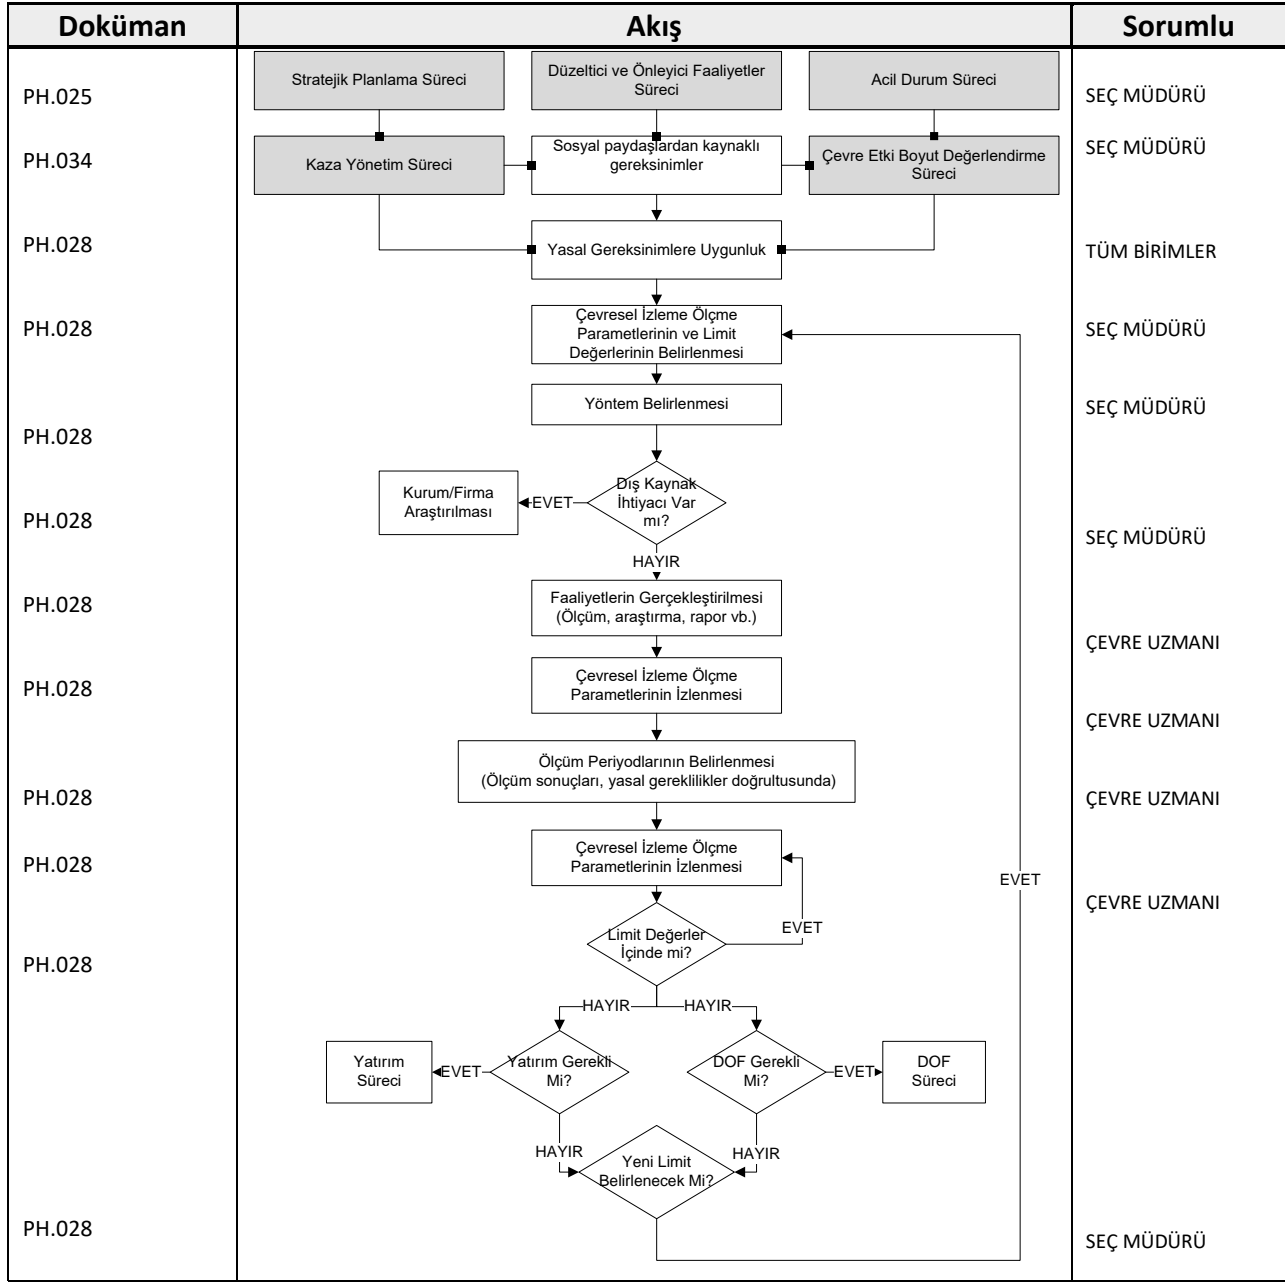 Doküman
Akış
Sorumlu
PH.025
PH.034
PH.028
PH.028
PH.028
PH.028
PH.028
PH.028
PH.028
PH.028
PH.028
PH.028
Stratejik Planlama Süreci
Düzeltici ve Önleyici Faaliyetler
Süreci
Acil Durum Süreci
Kaza Yönetim Süreci
Sosyal paydaşlardan kaynaklı
gereksinimler
Çevre Etki Boyut Değerlendirme
Süreci
Yasal Gereksinimlere Uygunluk
Çevresel İzleme Ölçme
Parametlerinin ve Limit
Değerlerinin Belirlenmesi
Yöntem Belirlenmesi
Dış Kaynak
İhtiyacı Var
mı?
EVET
Kurum/Firma
Araştırılması
HAYIR
Faaliyetlerin Gerçekleştirilmesi
(Ölçüm, araştırma, rapor vb.)
Çevresel İzleme Ölçme
Parametlerinin İzlenmesi
Ölçüm Periyodlarının Belirlenmesi
(Ölçüm sonuçları, yasal gereklilikler doğrultusunda)
Çevresel İzleme Ölçme
Parametlerinin İzlenmesi
EVET
Limit Değerler
İçinde mi?
EVET
HAYIR
HAYIR
Yatırım
Süreci
EVET
Yatırım Gerekli
Mi?
DOF Gerekli
Mi?
EVET
DOF
Süreci
HAYIR
HAYIR
Yeni Limit
Belirlenecek Mi?
SEÇ MÜDÜRÜ
SEÇ MÜDÜRÜ
TÜM BİRİMLER
SEÇ MÜDÜRÜ
SEÇ MÜDÜRÜ
SEÇ MÜDÜRÜ
ÇEVRE UZMANI
ÇEVRE UZMANI
ÇEVRE UZMANI
ÇEVRE UZMANI
SEÇ MÜDÜRÜ